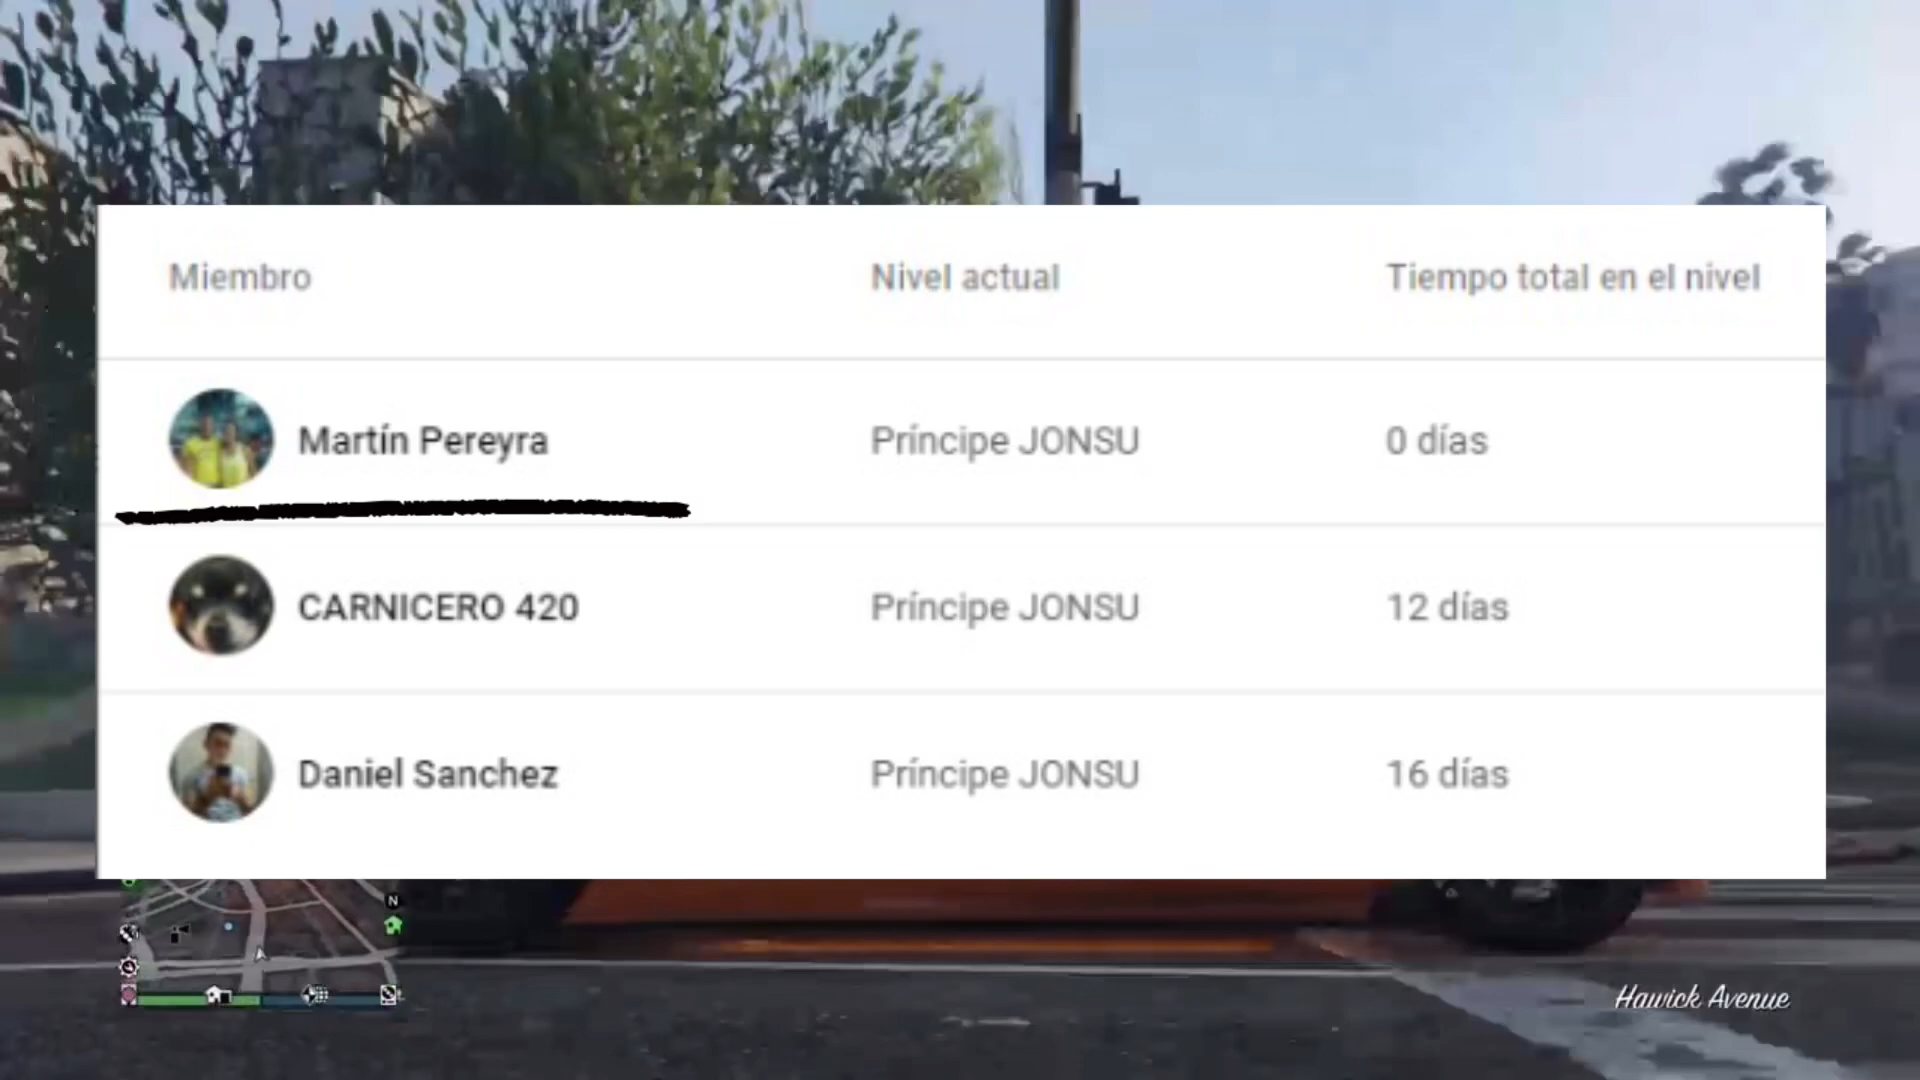 Miembro Nivel actual Tiempo total en el nivel
Martín Pereyra Príncipe JONSU 0 días
CARNICERO 420 Príncipe JONSU 12 días
Daniel Sanchez Príncipe JONSU 16 días
N
Hawick Avenue